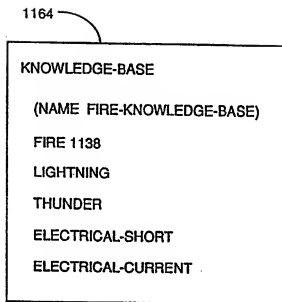 1164
KNOWLEDGE-BASE
(NAME FIRE-KNOWLEDGE-BASE)
FIRE 1138
LIGHTNING
THUNDER
ELECTRICAL-SHORT
ELECTRICAL-CURRENT